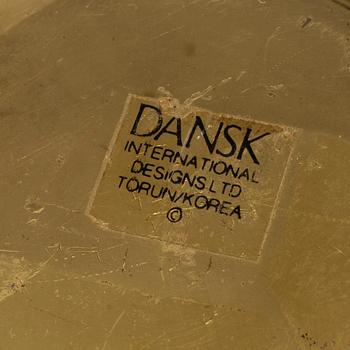 DANSK
INTERNATIONAL
DESIGNS LTD
TORUN/KOREA
©